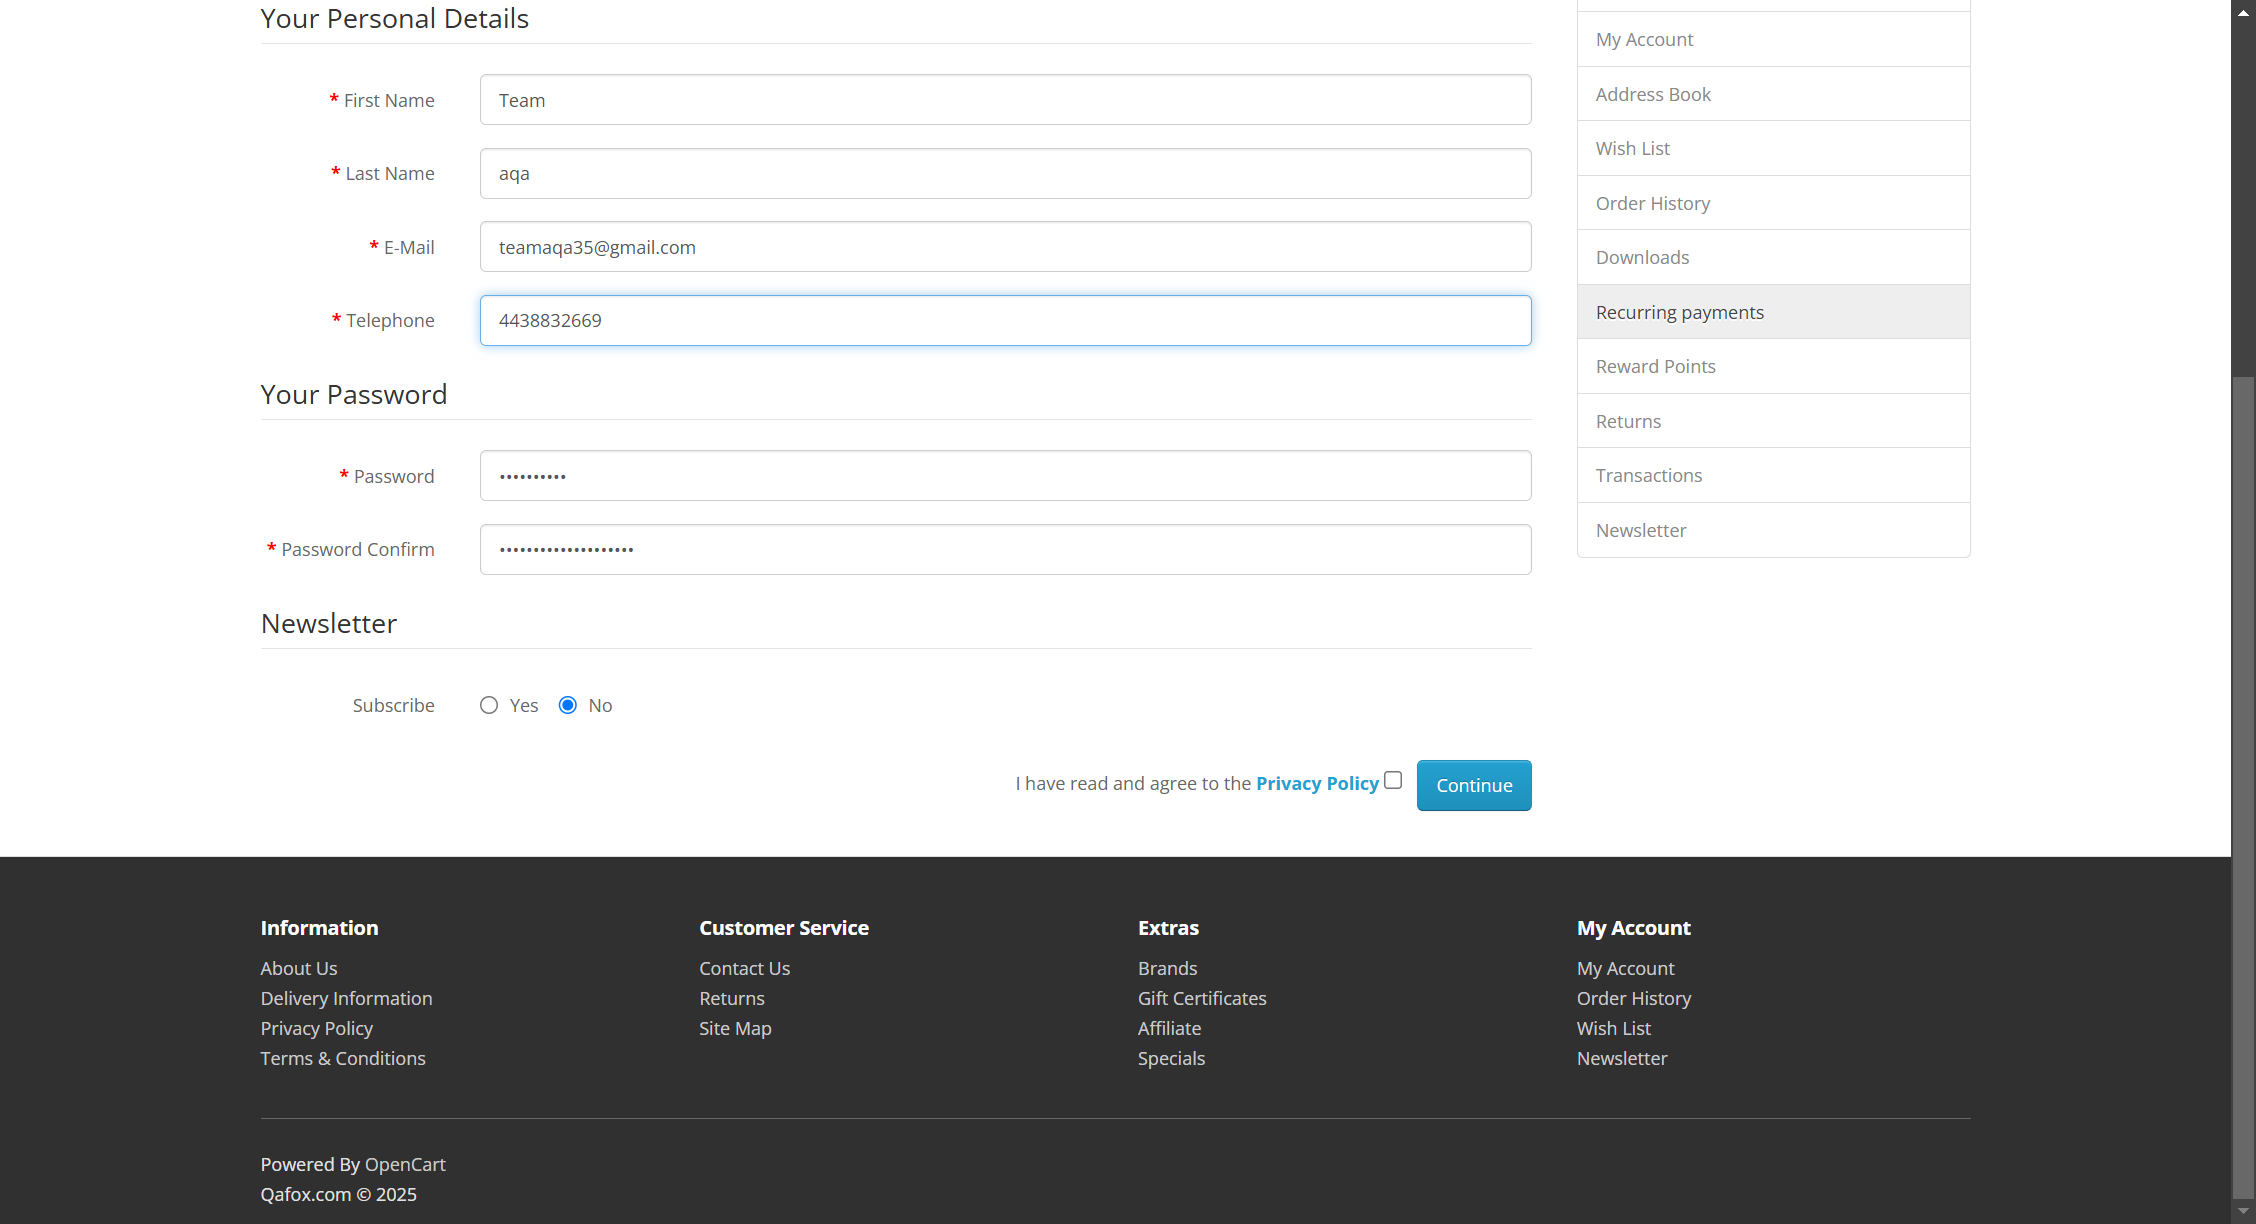 Your Personal Details
* First Name
Team
* Last Name
aqa
* E-Mail
teamaqa35@gmail.com
* Telephone
4438832669
Your Password
* Password
••••••••••
* Password Confirm
••••••••••••••••••••
Newsletter
Subscribe
Yes No
I have read and agree to the Privacy Policy
Continue
My Account
Address Book
Wish List
Order History
Downloads
Recurring payments
Reward Points
Returns
Transactions
Newsletter
Information
About Us
Delivery Information
Privacy Policy
Terms & Conditions
Customer Service
Contact Us
Returns
Site Map
Extras
Brands
Gift Certificates
Affiliate
Specials
My Account
My Account
Order History
Wish List
Newsletter
Powered By OpenCart
Qafox.com © 2025